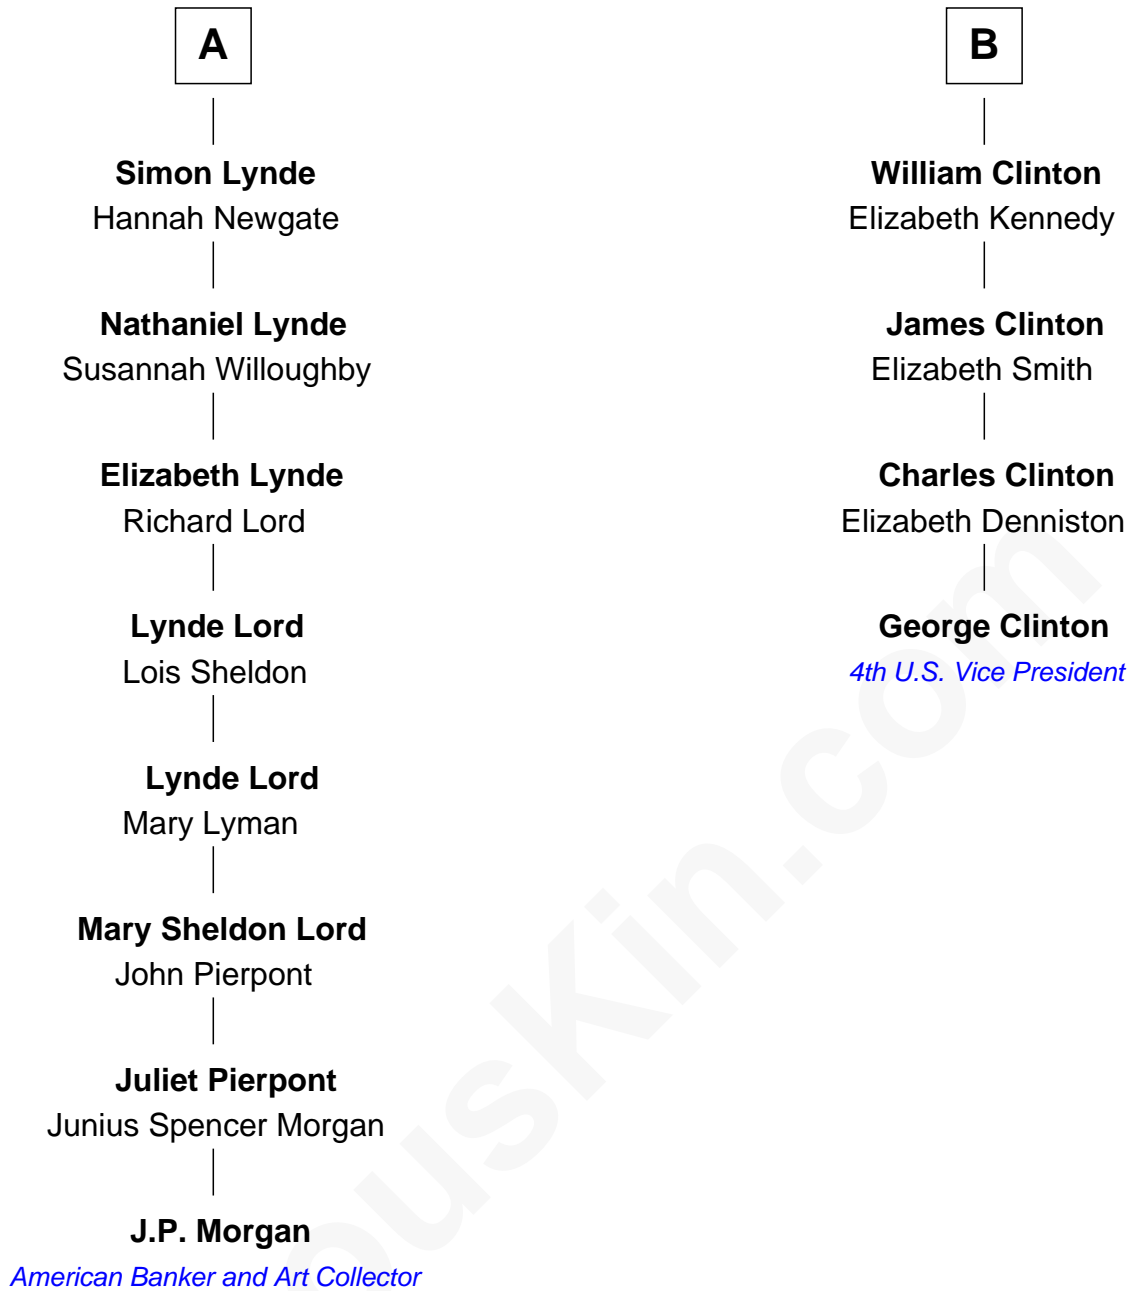 A
Simon Lynde
Hannah Newgate
Nathaniel Lynde
Susannah Willoughby
Elizabeth Lynde
Richard Lord
Lynde Lord
Lois Sheldon
Lynde Lord
Mary Lyman
Mary Sheldon Lord
John Pierpont
Juliet Pierpont
Junius Spencer Morgan
J.P. Morgan
American Banker and Art Collector
B
William Clinton
Elizabeth Kennedy
James Clinton
Elizabeth Smith
Charles Clinton
Elizabeth Denniston
George Clinton
4th U.S. Vice President
ousKin.com